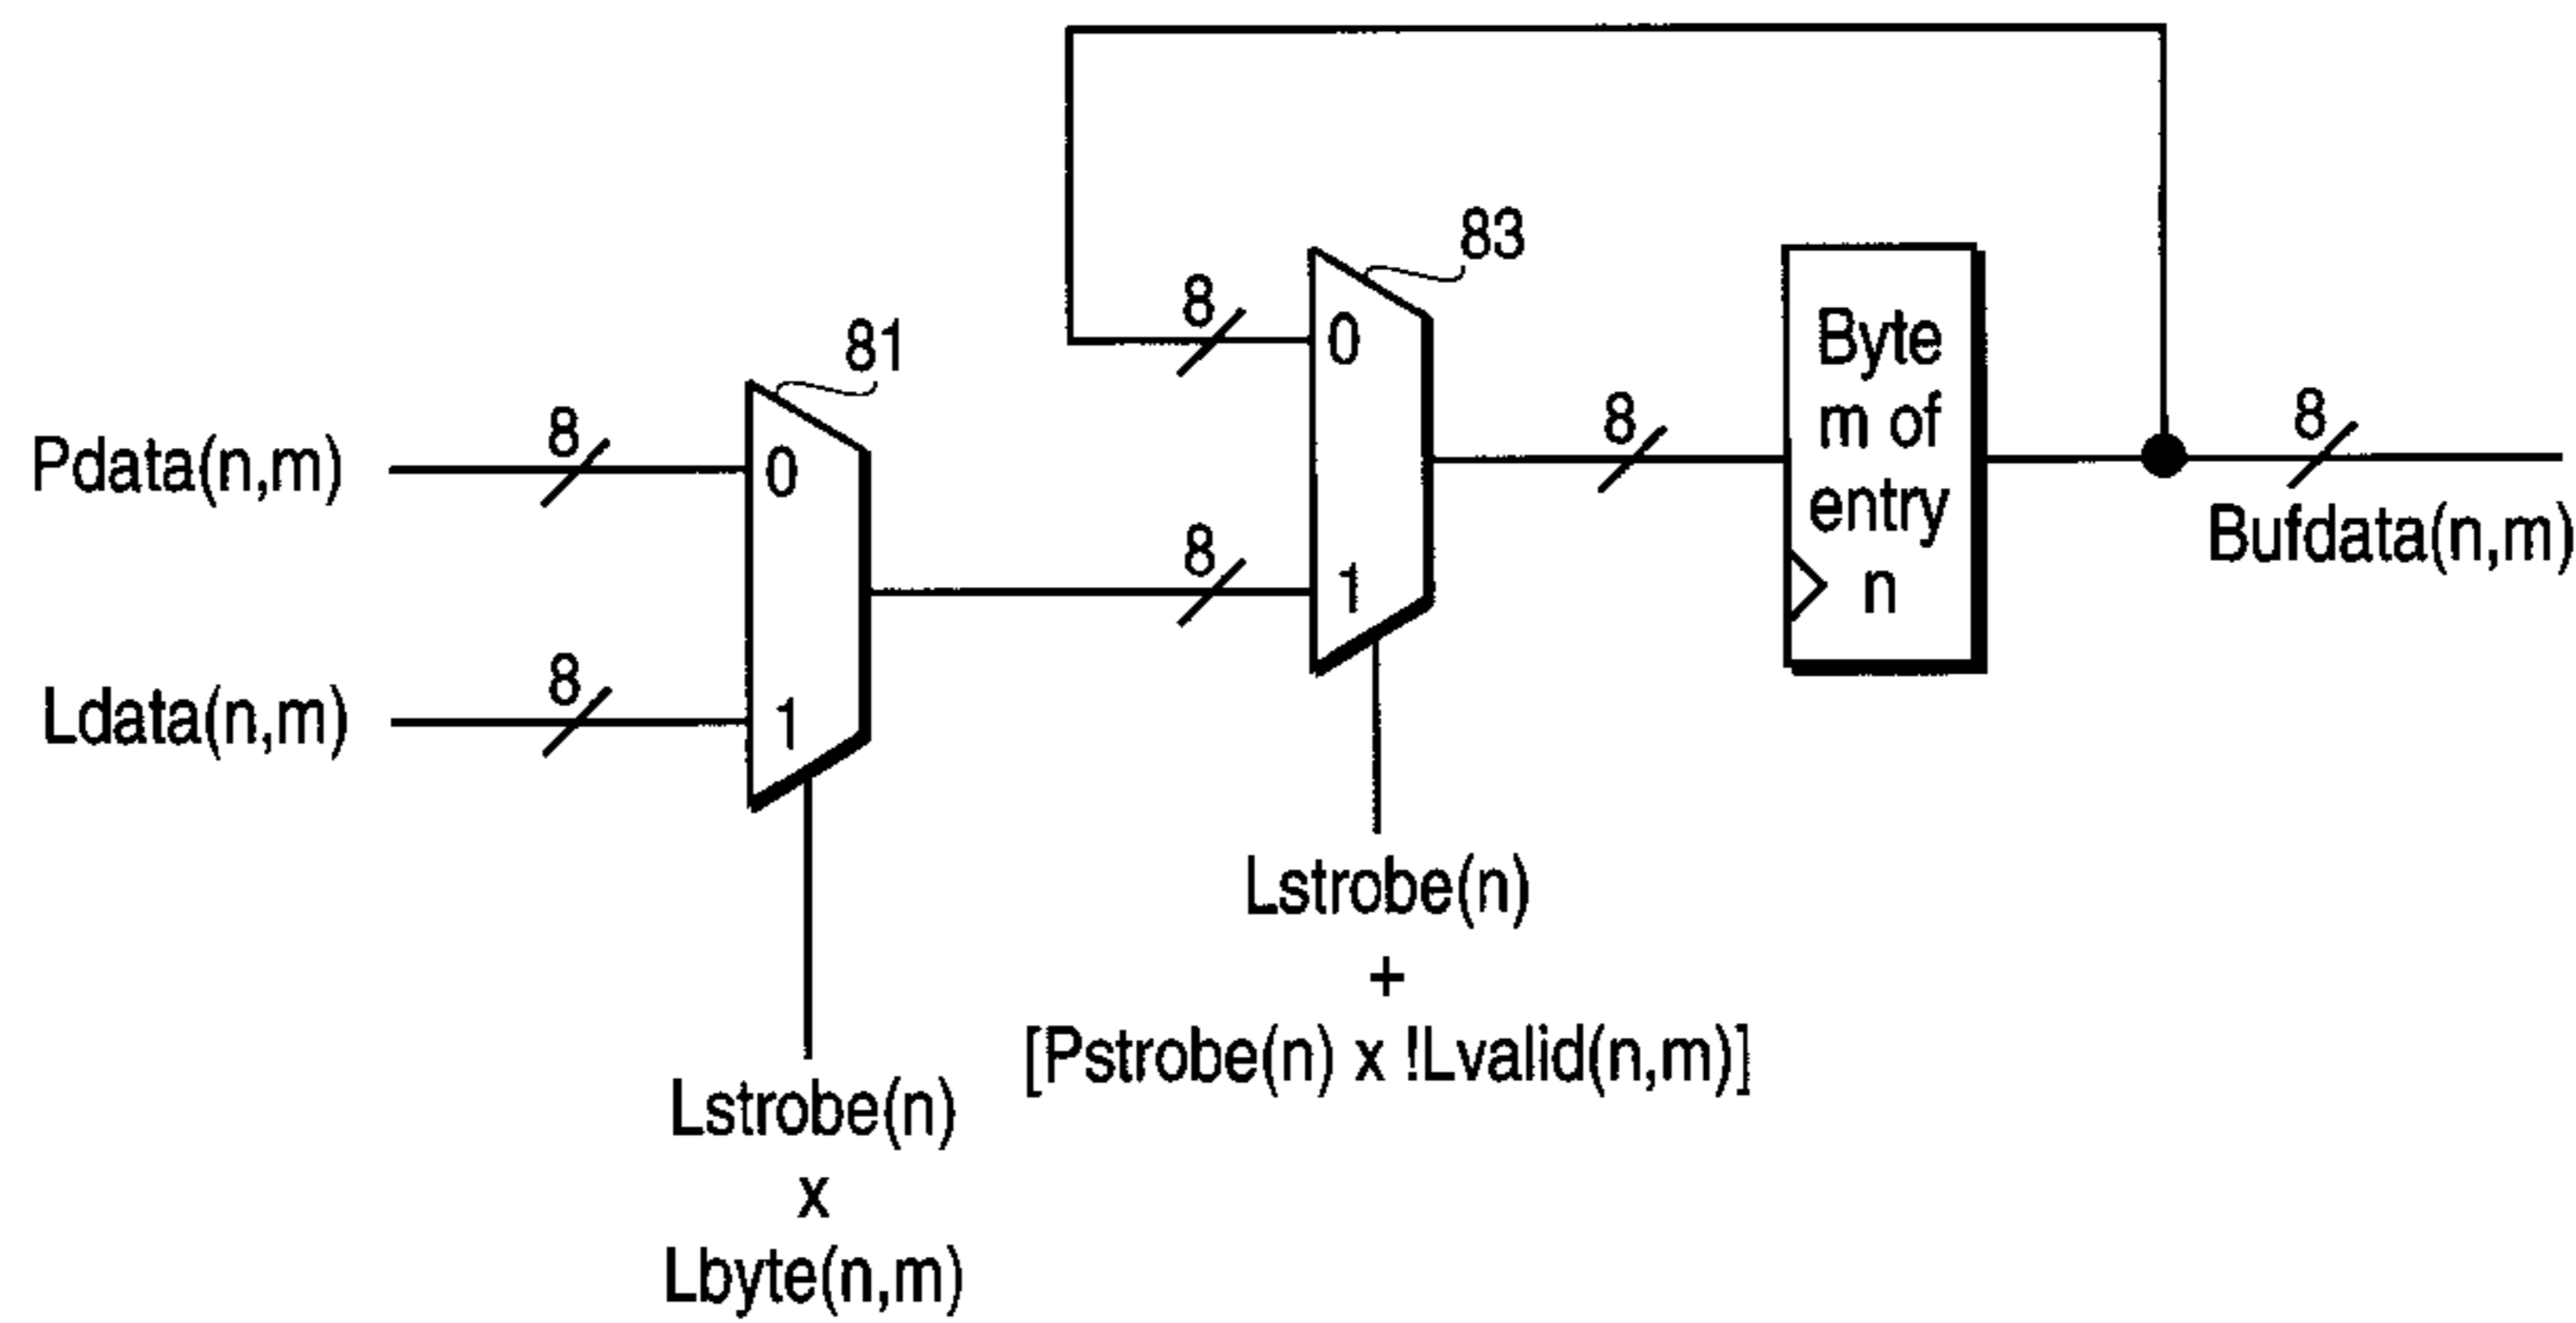 83
8
0
81
Byte
m of
entry
n
8
8
8
Pdata(n,m)
0
8
1
Bufdata(n,m)
8
Ldata(n,m)
1
Lstrobe(n)
+
[Pstrobe(n) x !Lvalid(n,m)]
Lstrobe(n)
x
Lbyte(n,m)